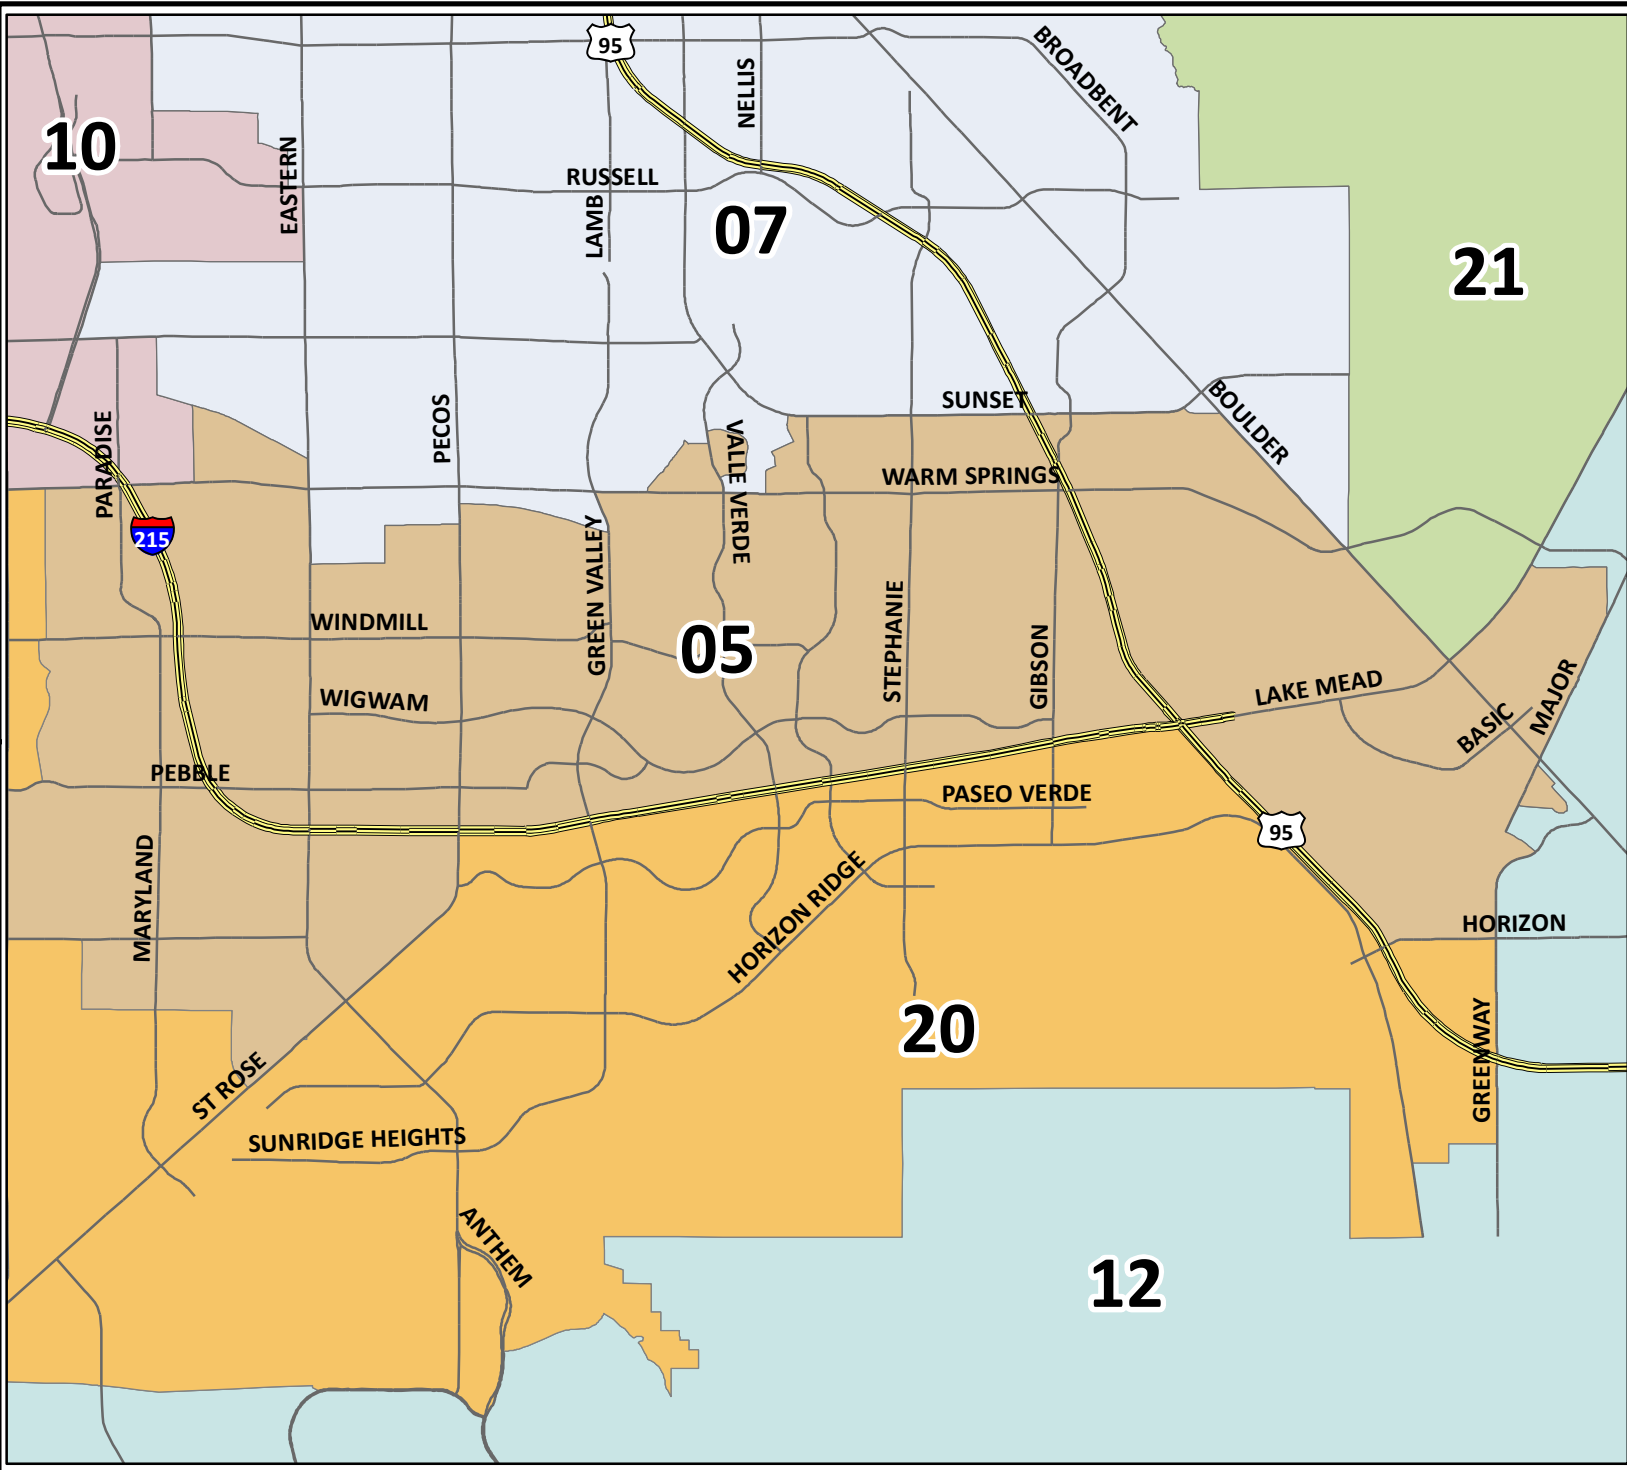 95
BROADBENT
NELLIS
10
EASTERN
RUSSELL
LAMB
07
21
SUNSET
BOULDER
PARADISE
PECOS
VALLE VERDE
WARM SPRINGS
215
GREEN VALLEY
WINDMILL
05
STEPHANIE
GIBSON
WIGWAM
LAKE MEAD
BASIC
MAJOR
PEBBLE
PASEO VERDE
95
MARYLAND
HORIZON RIDGE
HORIZON
20
GREENWAY
ST ROSE
SUNRIDGE HEIGHTS
ANTHEM
12